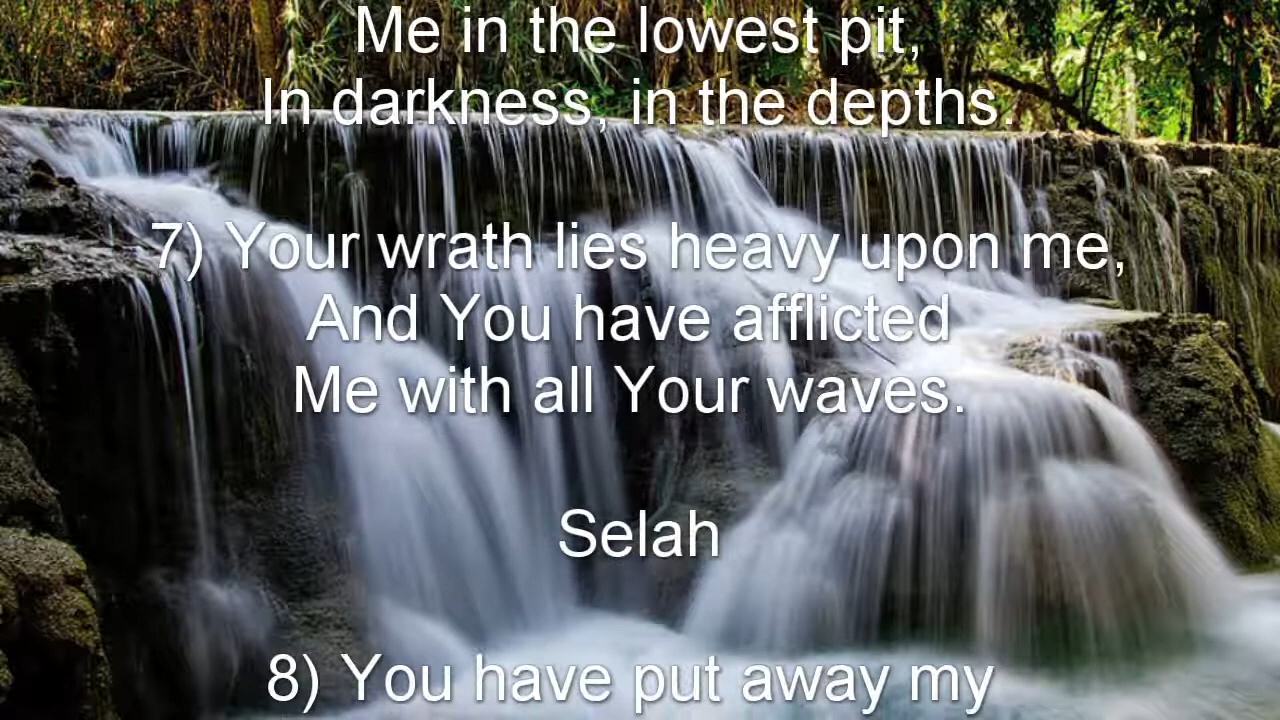 Me in the lowest pit,
In darkness, in the depths.
7) Your wrath lies heavy upon me,
And You have afflicted
Me with all Your waves.
Selah
8) You have put away my